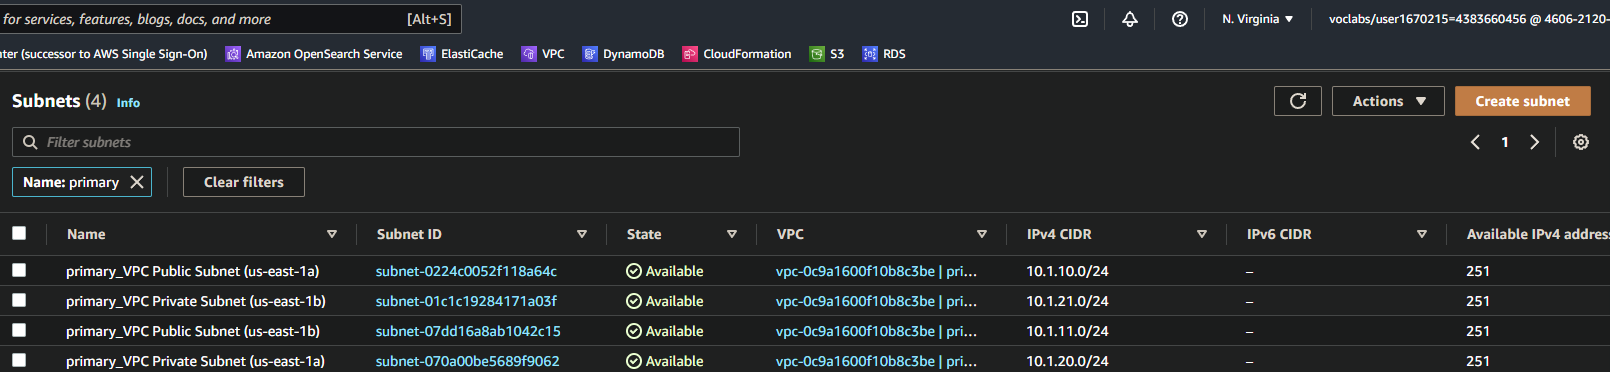 for services, features, blogs, docs, and more [Alt+S] N. Virginia ▼ voclabs/user1670215=4383660456 @ 4606-2120-
nter (successor to AWS Single Sign-On) Amazon OpenSearch Service ElastiCache VPC DynamoDB CloudFormation S3 RDS
Subnets (4) Info Actions ▼ Create subnet
Filter subnets 1
Name: primary Clear filters
Name Subnet ID State VPC IPv4 CIDR IPv6 CIDR Available IPv4 address
primary_VPC Public Subnet (us-east-1a) subnet-0224c0052f118a64c Available vpc-0c9a1600f10b8c3be | pri... 10.1.10.0/24 – 251
primary_VPC Private Subnet (us-east-1b) subnet-01c1c19284171a03f Available vpc-0c9a1600f10b8c3be | pri... 10.1.21.0/24 – 251
primary_VPC Public Subnet (us-east-1b) subnet-07dd16a8ab1042c15 Available vpc-0c9a1600f10b8c3be | pri... 10.1.11.0/24 – 251
primary_VPC Private Subnet (us-east-1a) subnet-070a00be5689f9062 Available vpc-0c9a1600f10b8c3be | pri... 10.1.20.0/24 – 251